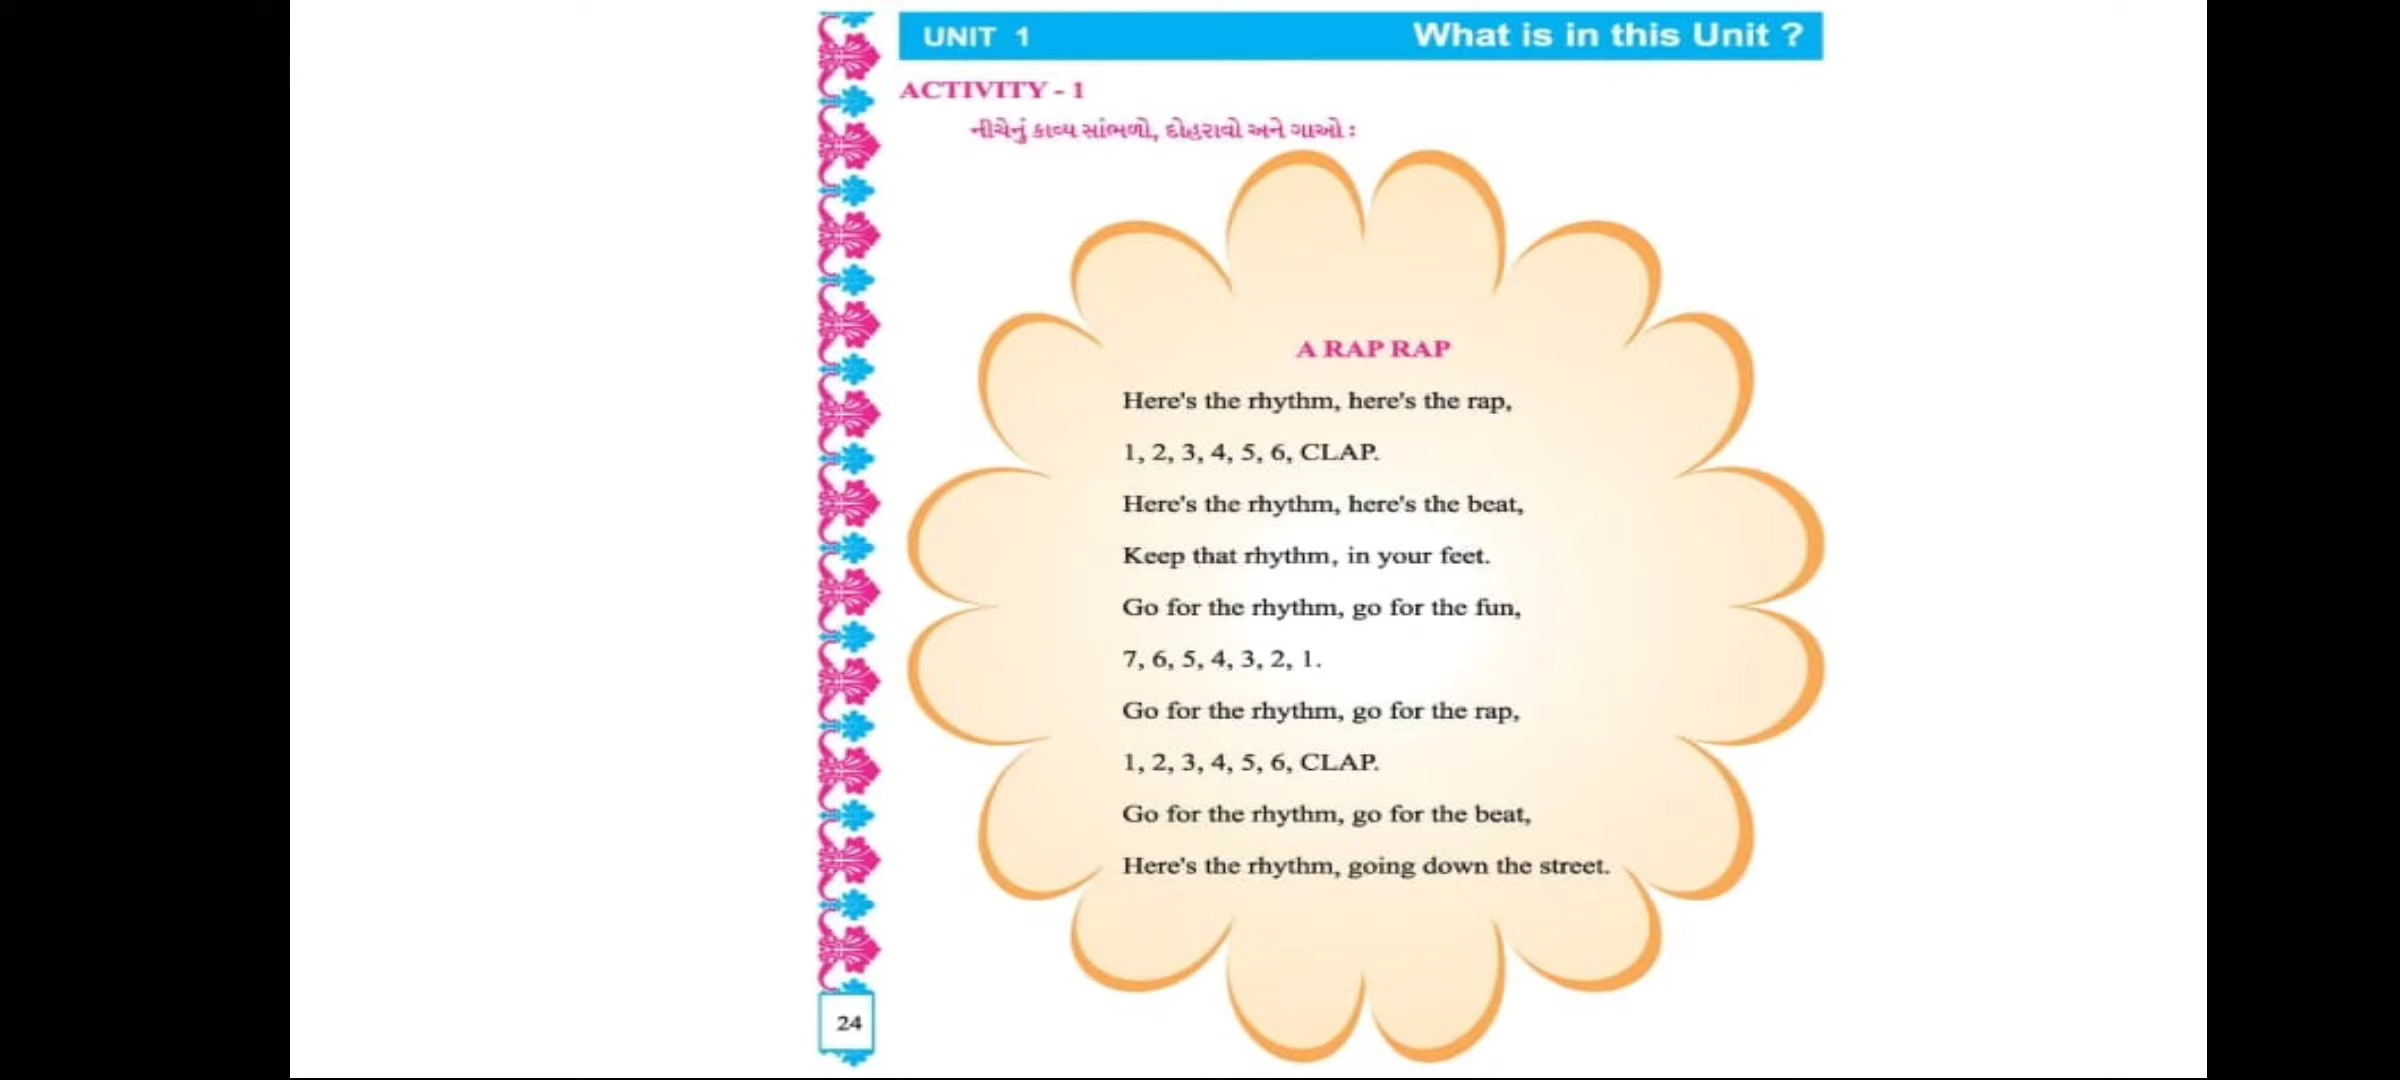 UNIT 1 What is in this Unit ?
ACTIVITY - 1
નીચેનું કાવ્ય સાંભળો, દોહરાવો અને ગાઓ :
A RAP RAP
Here's the rhythm, here's the rap,
1, 2, 3, 4, 5, 6, CLAP.
Here's the rhythm, here's the beat,
Keep that rhythm, in your feet.
Go for the rhythm, go for the fun,
7, 6, 5, 4, 3, 2, 1.
Go for the rhythm, go for the rap,
1, 2, 3, 4, 5, 6, CLAP.
Go for the rhythm, go for the beat,
Here's the rhythm, going down the street.
24